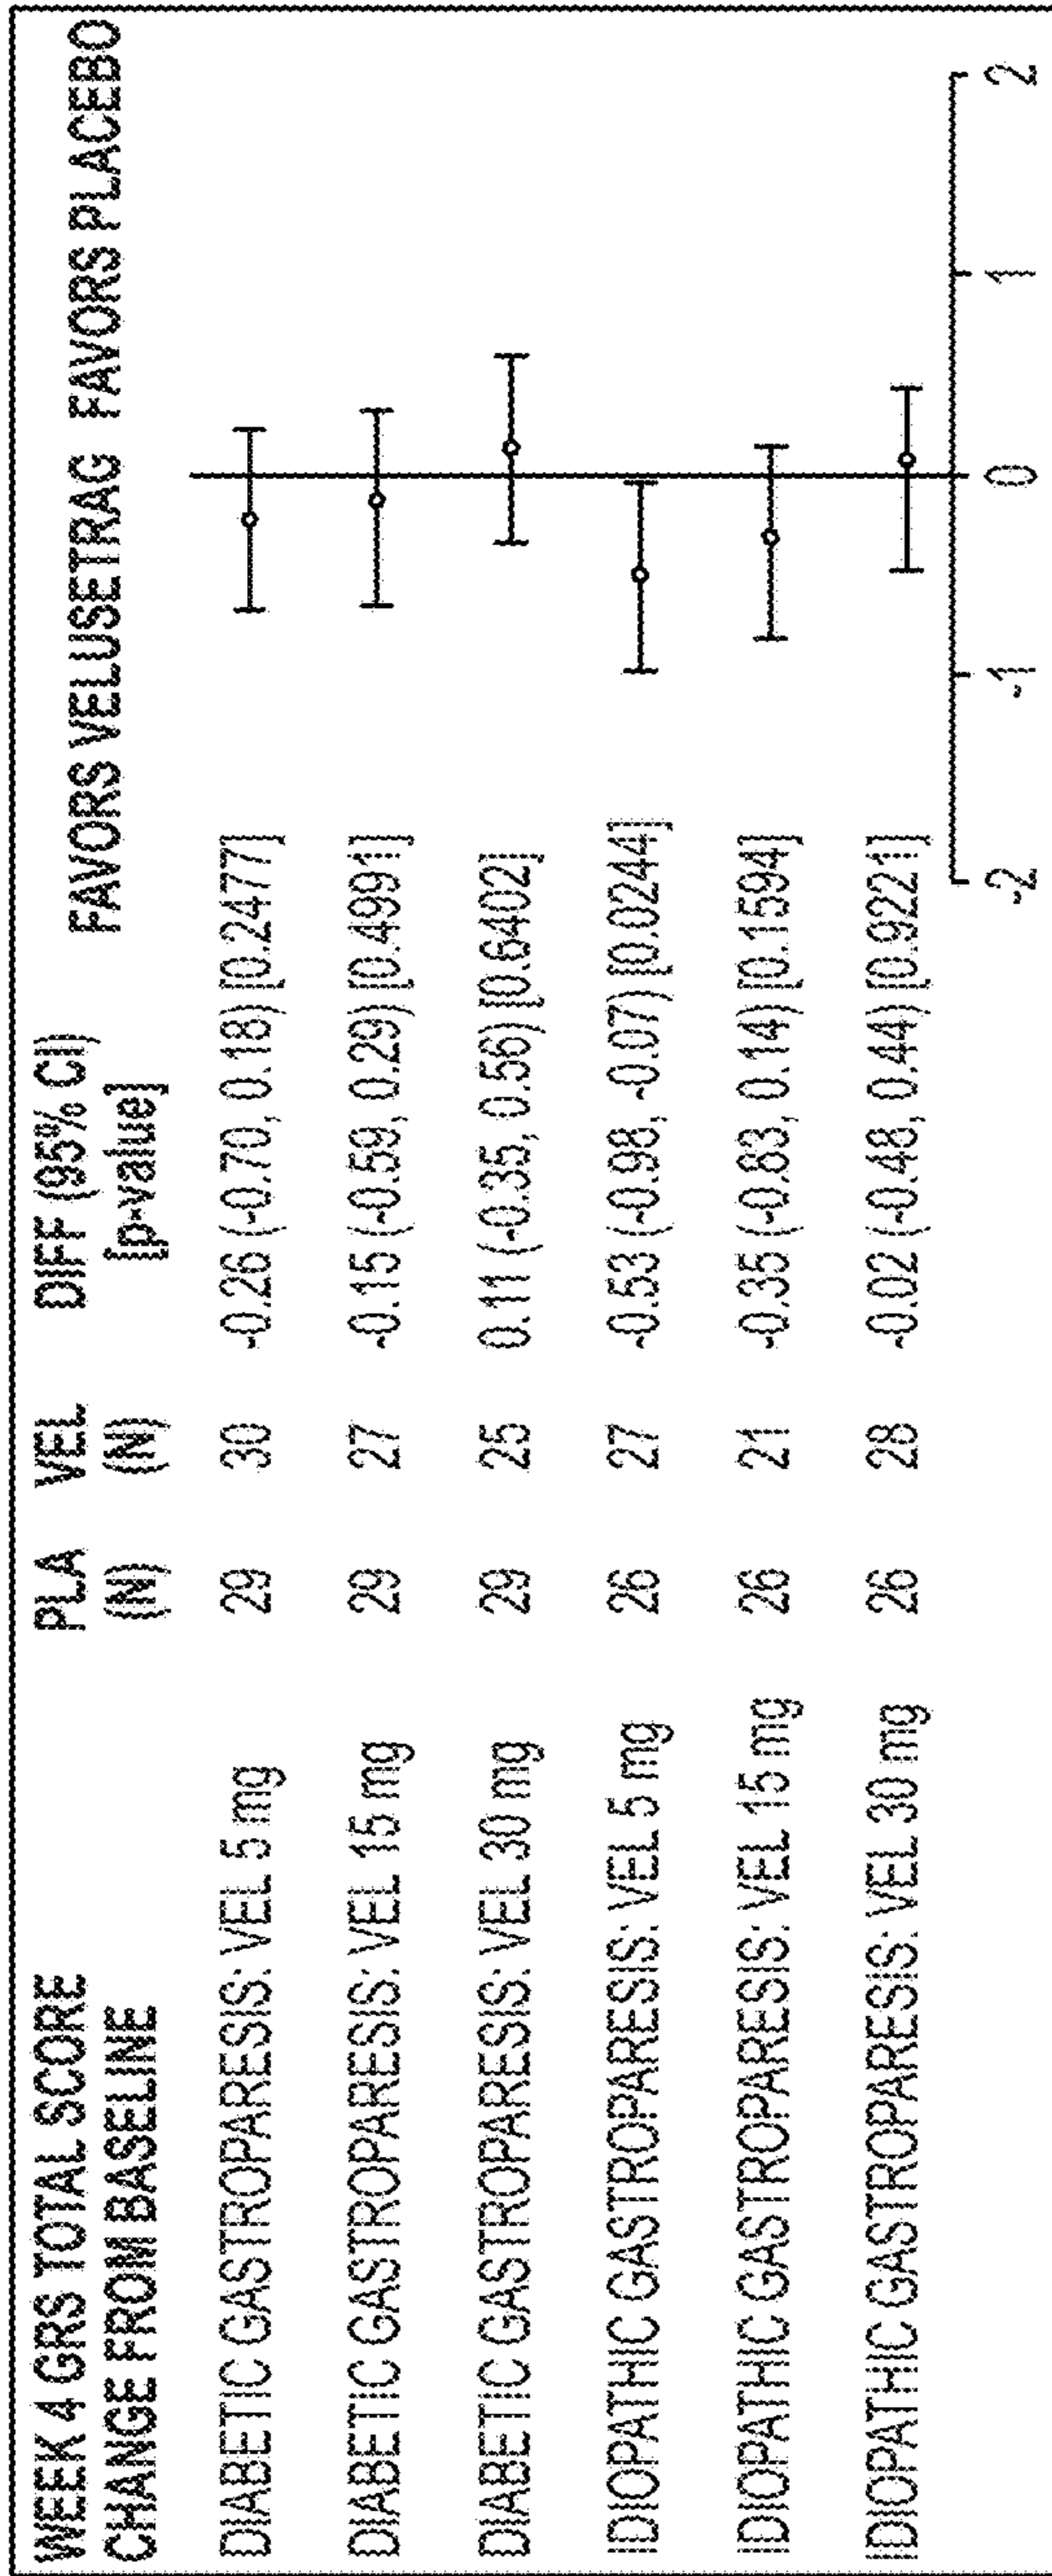 WEEK 4 GRS TOTAL SCORE PLA VEL DIFF (95% CI) FAVORS VELUSETRAG FAVORS PLACEBO
CHANGE FROM BASELINE (N) (N) [p-value]
DIABETIC GASTROPARESIS: VEL 5 mg 29 30 -0.26 (-0.70, 0.18) [0.2477]
DIABETIC GASTROPARESIS: VEL 15 mg 29 27 -0.15 (-0.59, 0.29) [0.4991]
DIABETIC GASTROPARESIS: VEL 30 mg 29 25 0.11 (-0.35, 0.56) [0.6402]
IDIOPATHIC GASTROPARESIS: VEL 5 mg 26 27 -0.53 (-0.98, -0.07) [0.0244]
IDIOPATHIC GASTROPARESIS: VEL 15 mg 26 21 -0.35 (-0.83, 0.14) [0.1594]
IDIOPATHIC GASTROPARESIS: VEL 30 mg 26 28 -0.02 (-0.48, 0.44) [0.9221]
-2 -1 0 1 2